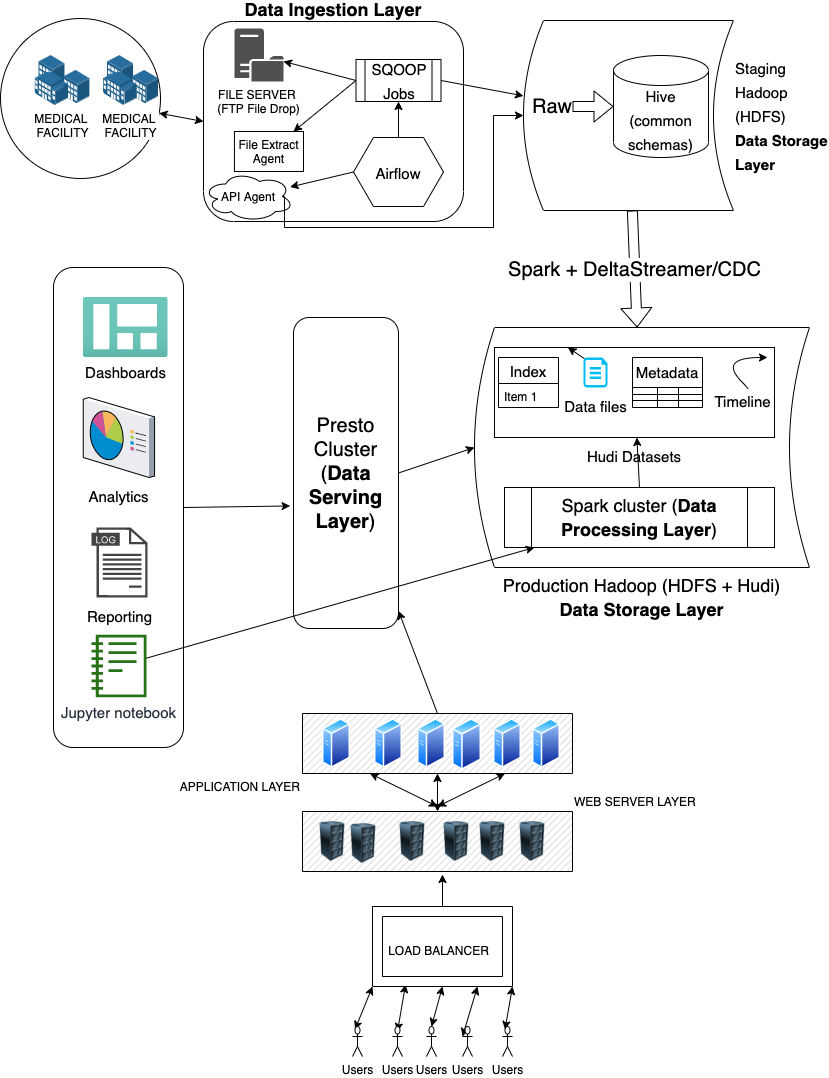 Data Ingestion Layer
MEDICAL
FACILITY
MEDICAL
FACILITY
FILE SERVER
(FTP File Drop)
SQOOP
Jobs
File Extract
Agent
API Agent
Airflow
Raw
Hive
(common
schemas)
Staging
Hadoop
(HDFS)
Data Storage
Layer
Spark + DeltaStreamer/CDC
Dashboards
Analytics
LOG
Reporting
Jupyter notebook
Presto
Cluster
(Data
Serving
Layer)
Index
Item 1
Data files
Metadata
Timeline
Hudi Datasets
Spark cluster (Data
Processing Layer)
Production Hadoop (HDFS + Hudi)
Data Storage Layer
APPLICATION LAYER
WEB SERVER LAYER
LOAD BALANCER
Users
Users
Users
Users
Users